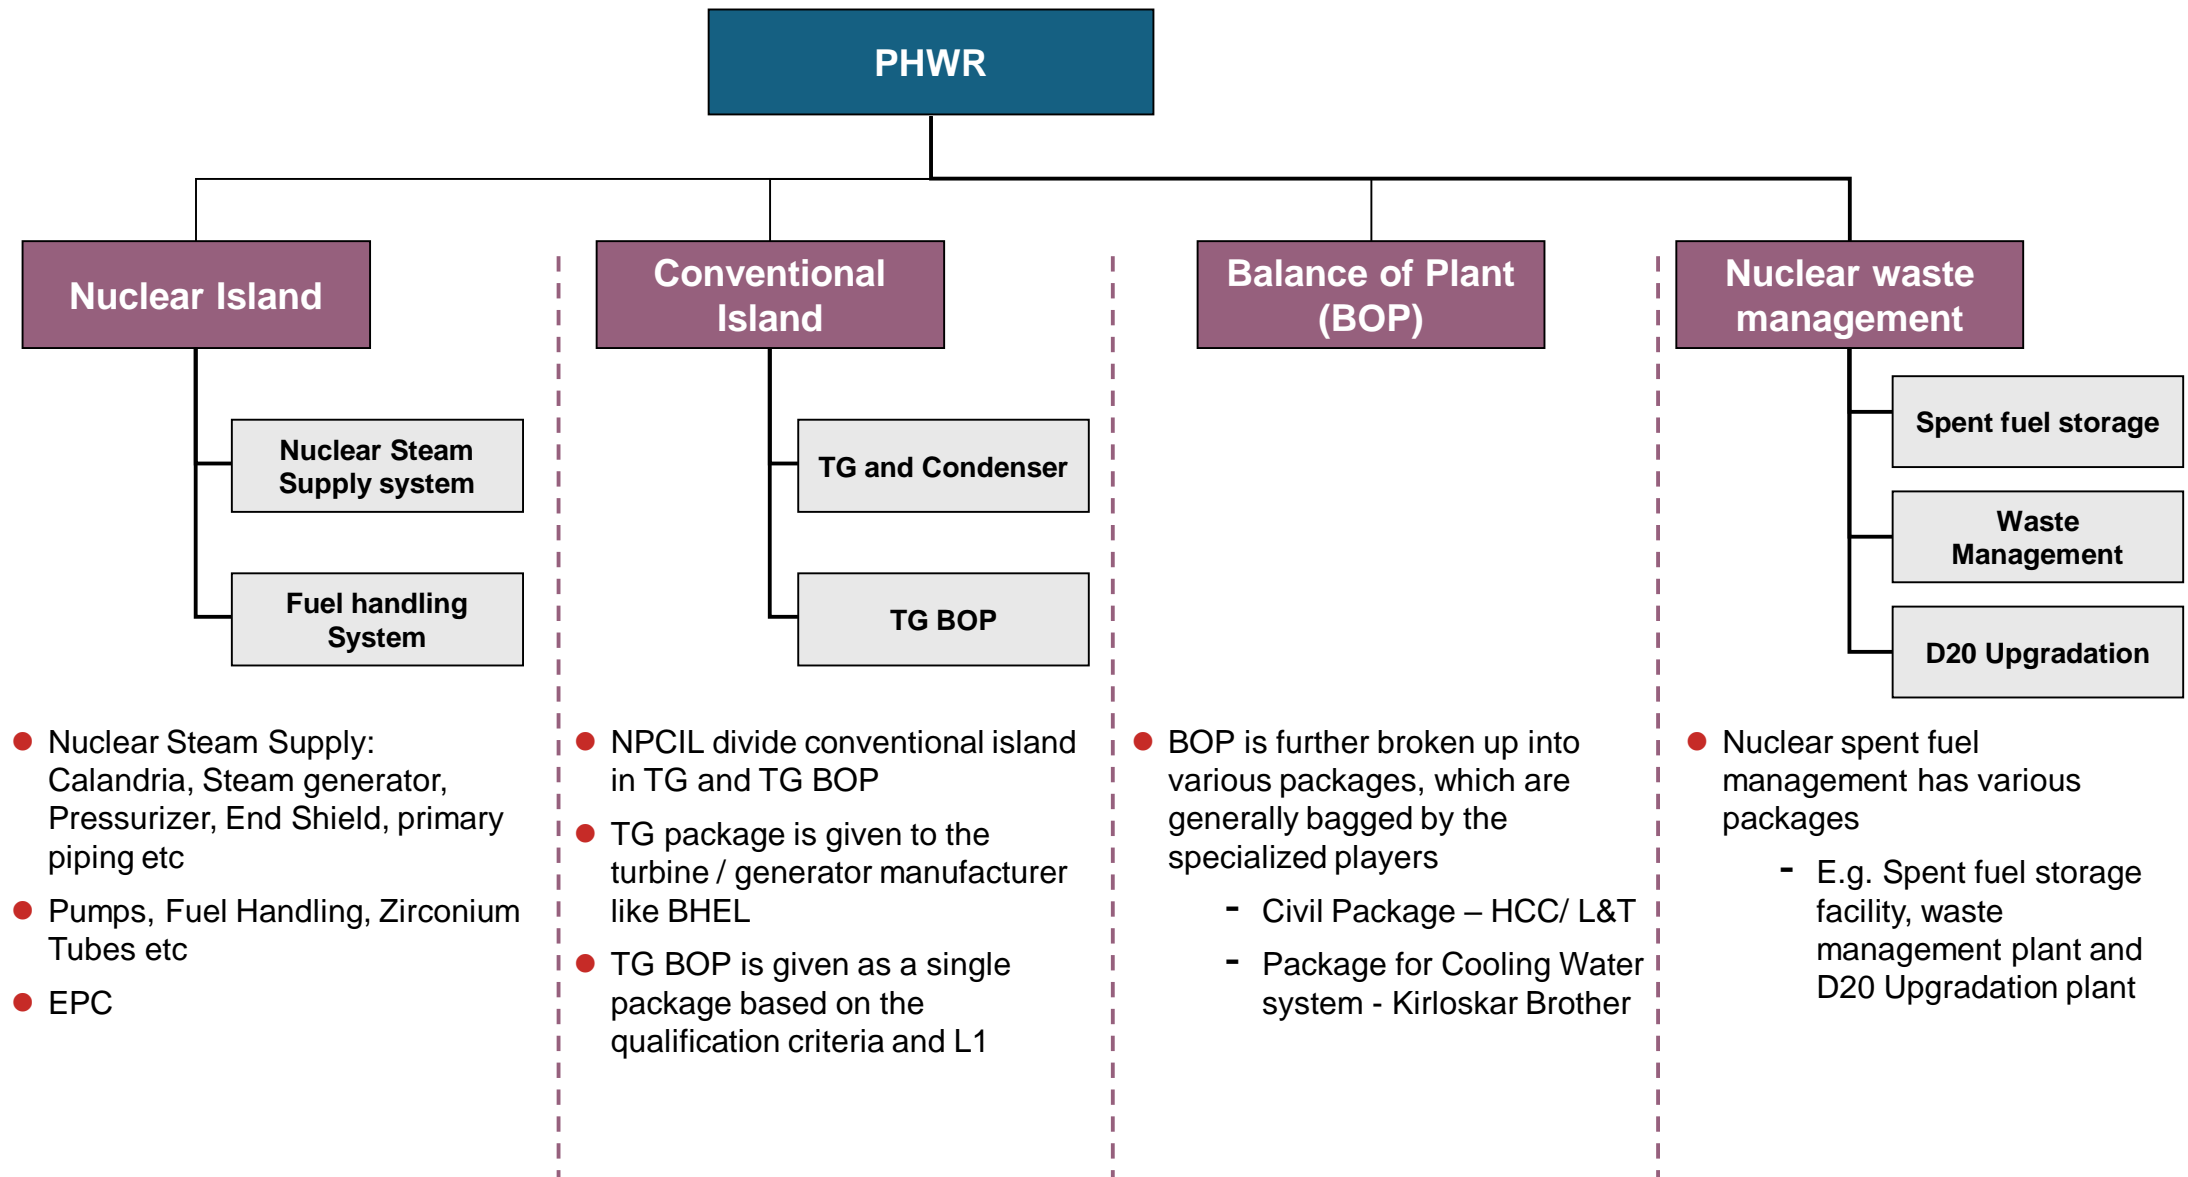 PHWR
Nuclear Island
Nuclear Steam
Supply system
Fuel handling
System
● Nuclear Steam Supply:
Calandria, Steam generator,
Pressurizer, End Shield, primary
piping etc
● Pumps, Fuel Handling, Zirconium
Tubes etc
● EPC
Conventional
Island
TG and Condenser
TG BOP
● NPCIL divide conventional island
in TG and TG BOP
● TG package is given to the
turbine / generator manufacturer
like BHEL
● TG BOP is given as a single
package based on the
qualification criteria and L1
Balance of Plant
(BOP)
● BOP is further broken up into
various packages, which are
generally bagged by the
specialized players
- Civil Package – HCC/ L&T
- Package for Cooling Water
system - Kirloskar Brother
Nuclear waste
management
Spent fuel storage
Waste
Management
D20 Upgradation
● Nuclear spent fuel
management has various
packages
- E.g. Spent fuel storage
facility, waste
management plant and
D20 Upgradation plant